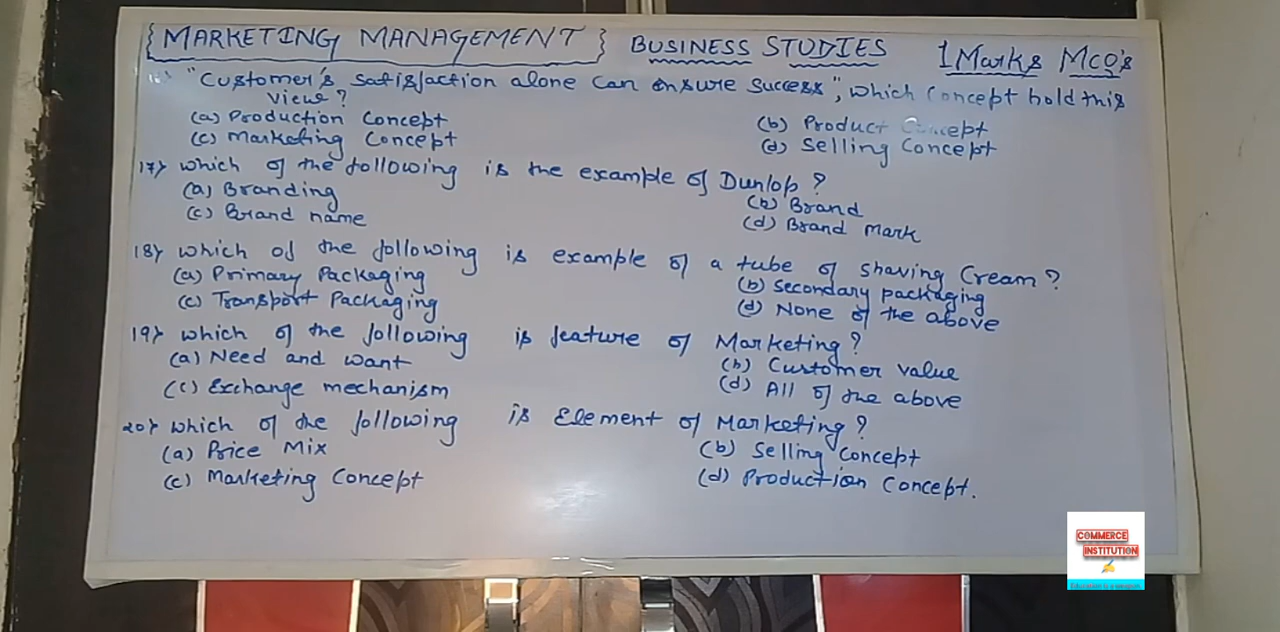 { MARKETING MANAGEMENT } BUSINESS STUDIES 1 Marks MCQ's
16} "Customer's satisfaction alone can ensure success", which concept hold this
view?
(a) Production Concept (b) Product Concept
(c) Marketing Concept (d) Selling Concept
17} which of the following is the example of Dunlop?
(a) Branding (b) Brand
(c) Brand name (d) Brand Mark
18} which of the following is example of a tube of shaving Cream?
(a) Primary Packaging (b) Secondary packaging
(c) Transport Packaging (d) None of the above
19} which of the following is feature of Marketing?
(a) Need and want (b) Customer value
(c) Exchange mechanism (d) All of the above
20} which of the following is Element of Marketing?
(a) Price Mix (b) Selling Concept
(c) Marketing Concept (d) Production Concept.
COMMERCE
INSTITUTION
Education is a weapon